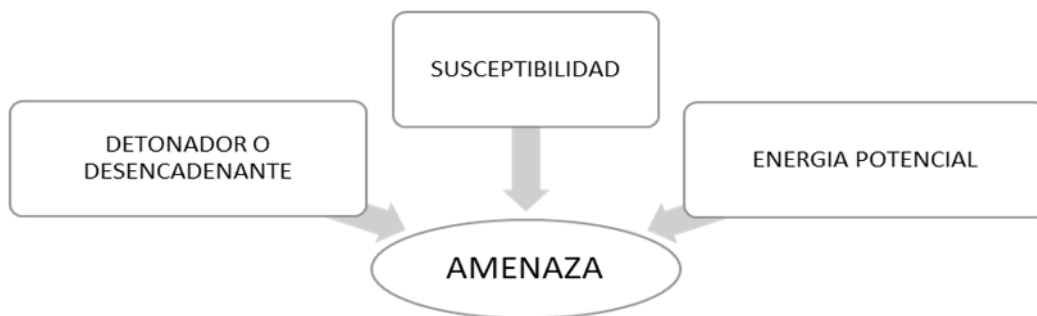 SUSCEPTIBILIDAD
DETONADOR O
DESENCADENANTE
ENERGIA POTENCIAL
AMENAZA